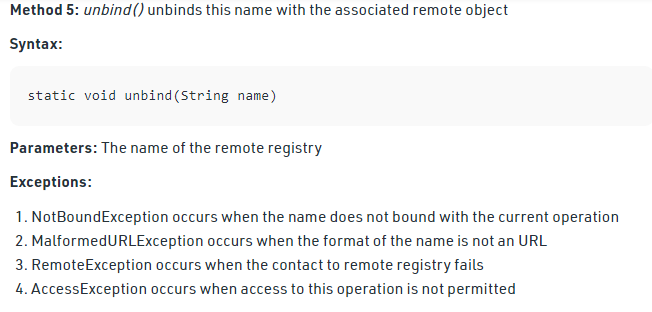 Method 5: unbind() unbinds this name with the associated remote object
Syntax:
static void unbind(String name)
Parameters: The name of the remote registry
Exceptions:
1. NotBoundException occurs when the name does not bound with the current operation
2. MalformedURLException occurs when the format of the name is not an URL
3. RemoteException occurs when the contact to remote registry fails
4. AccessException occurs when access to this operation is not permitted